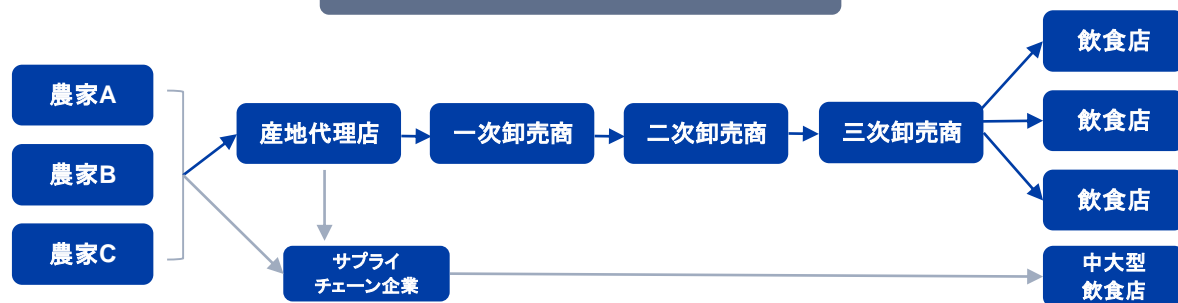 飲食店
農家A
産地代理店
一次卸売商
二次卸売商
三次卸売商
飲食店
農家B
飲食店
農家C
サプライ
チェーン企業
中大型
飲食店